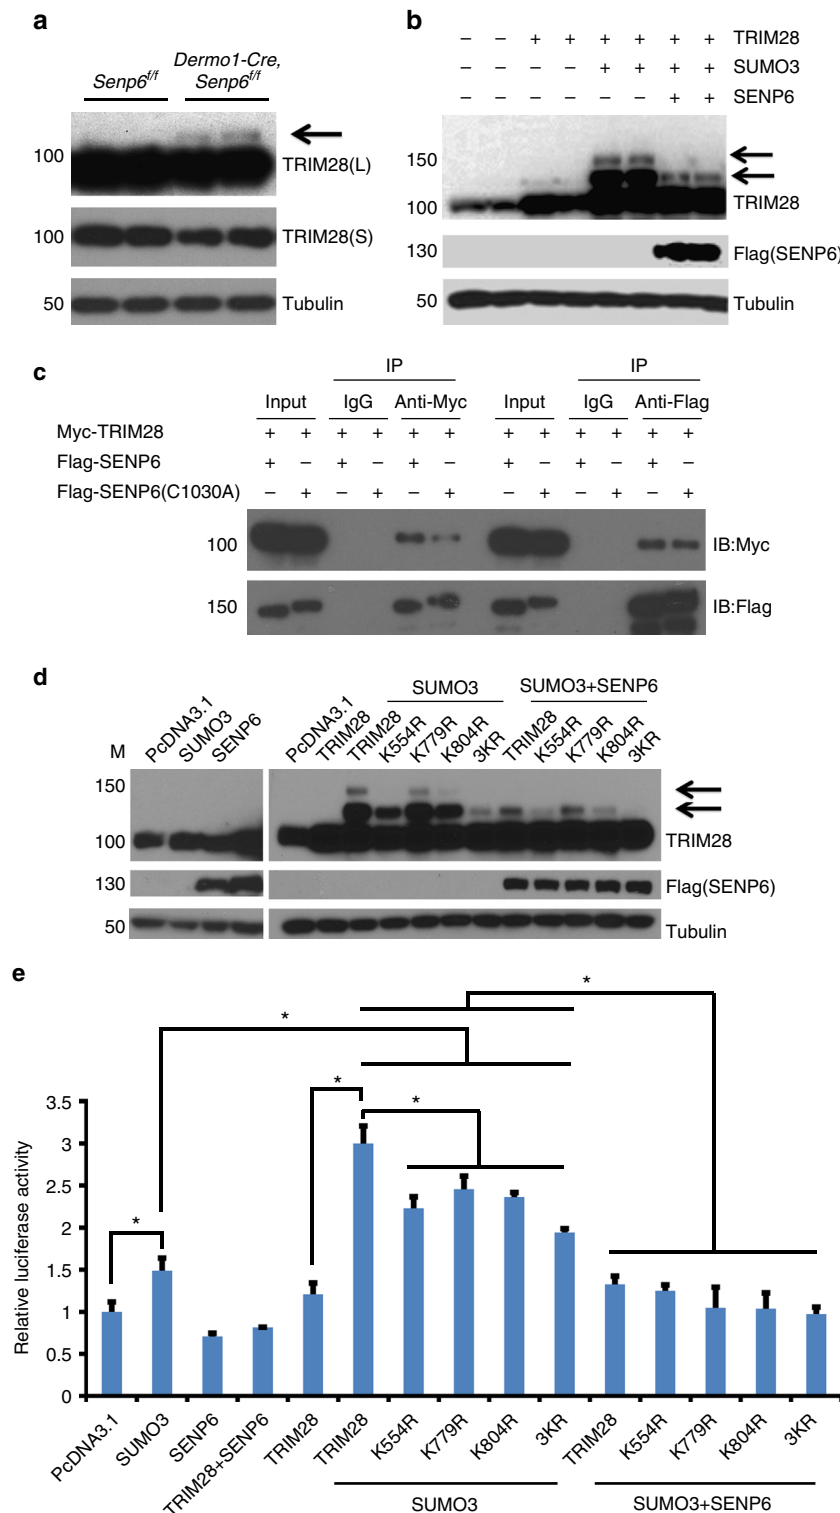 a
Senp6f/f
Dermo1-Cre,
Senp6f/f
100
TRIM28(L)
100
TRIM28(S)
50
Tubulin
b
– – + + + + + + TRIM28
– – – – + + + + SUMO3
– – – – – – + + SENP6
150
100
TRIM28
130
Flag(SENP6)
50
Tubulin
c
IP IP
Input IgG Anti-Myc Input IgG Anti-Flag
Myc-TRIM28 + + + + + + + + + + + +
Flag-SENP6 + – + – + – + – + – + –
Flag-SENP6(C1030A) – + – + – + – + – + – +
100
IB:Myc
150
IB:Flag
d
SUMO3 SUMO3+SENP6
M PcDNA3.1 SUMO3 SENP6 PcDNA3.1 TRIM28 TRIM28 K554R K779R K804R 3KR TRIM28 K554R K779R K804R 3KR
150
100
TRIM28
130
Flag(SENP6)
50
Tubulin
e
*
*
*
*
*
Relative luciferase activity
3.5
3
2.5
2
1.5
1
0.5
0
PcDNA3.1 SUMO3 SENP6 TRIM28+SENP6 TRIM28 TRIM28 K554R K779R K804R 3KR TRIM28 K554R K779R K804R 3KR
SUMO3 SUMO3+SENP6